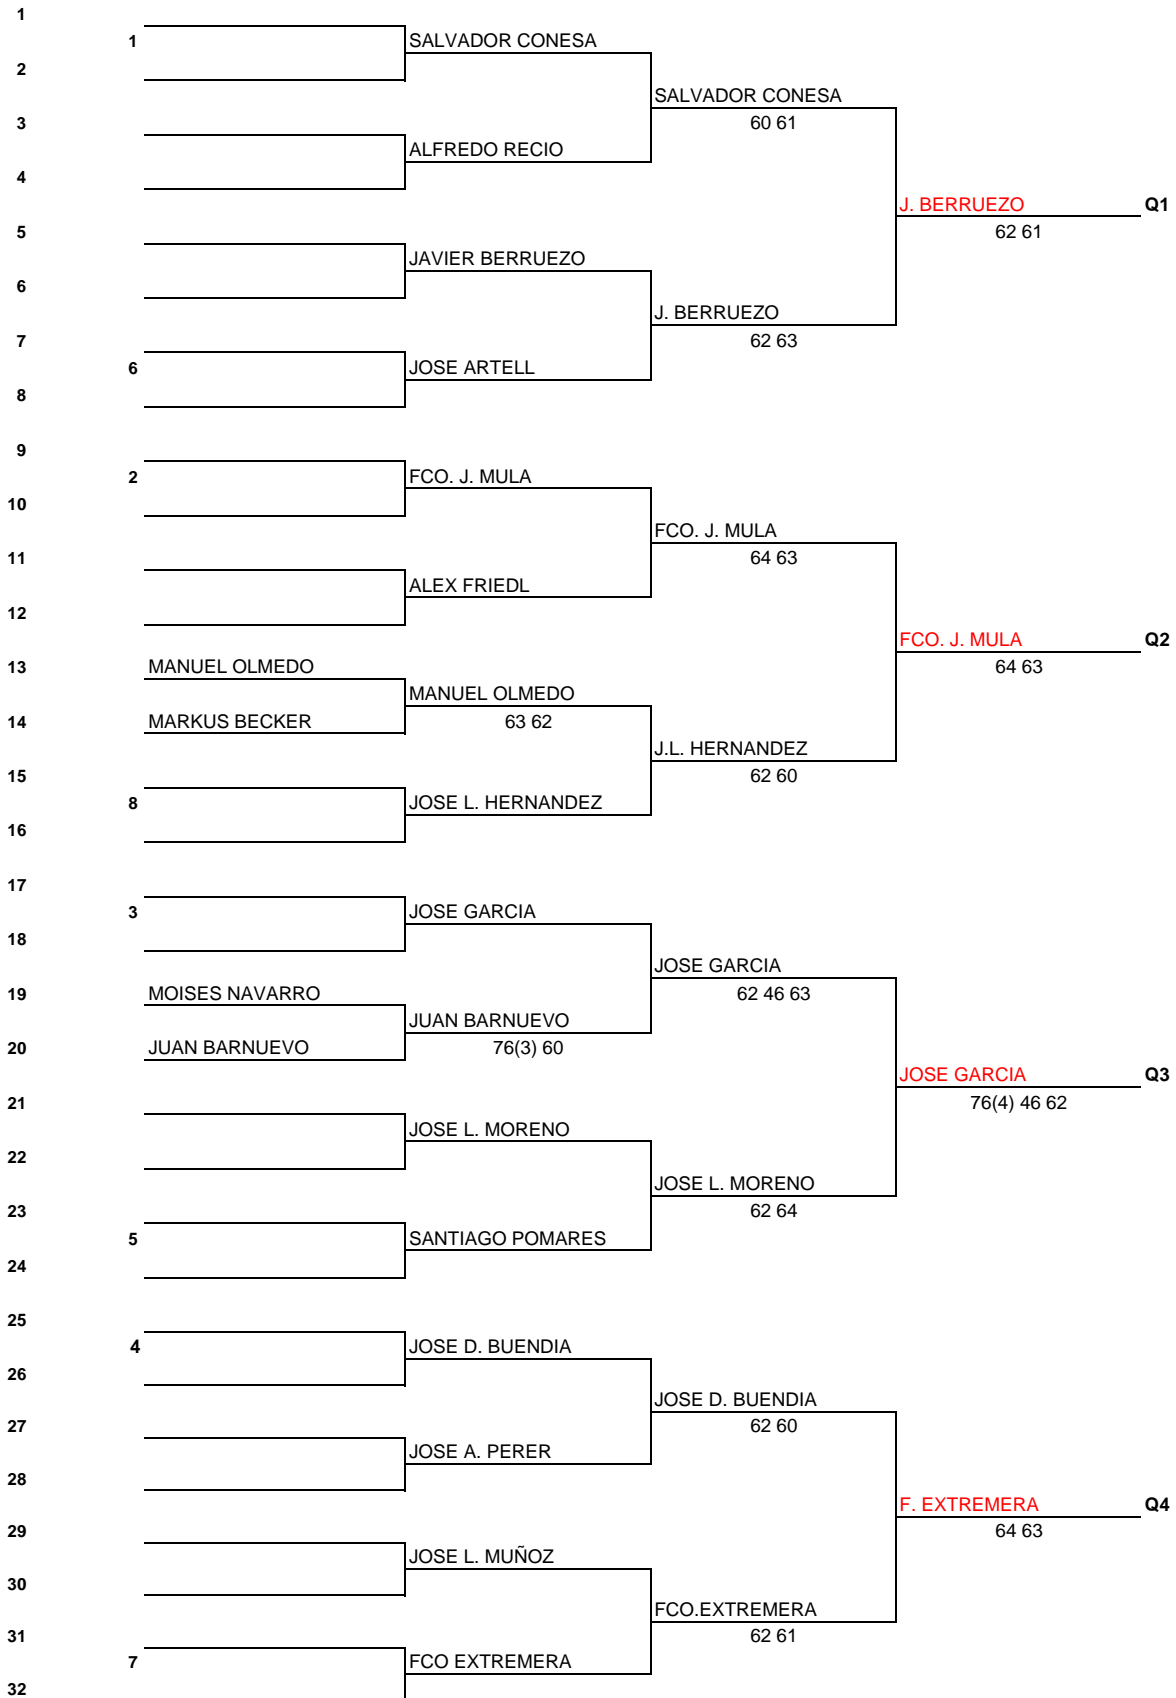 1
1 SALVADOR CONESA
2
SALVADOR CONESA
3 60 61
ALFREDO RECIO
4
J. BERRUEZO Q1
5 62 61
JAVIER BERRUEZO
6
J. BERRUEZO
7 62 63
6 JOSE ARTELL
8
9
2 FCO. J. MULA
10
FCO. J. MULA
11 64 63
ALEX FRIEDL
12
FCO. J. MULA Q2
13 MANUEL OLMEDO 64 63
MANUEL OLMEDO
14 MARKUS BECKER 63 62
J.L. HERNANDEZ
15 62 60
8 JOSE L. HERNANDEZ
16
17
3 JOSE GARCIA
18
JOSE GARCIA
19 MOISES NAVARRO 62 46 63
JUAN BARNUEVO
20 JUAN BARNUEVO 76(3) 60
JOSE GARCIA Q3
21 76(4) 46 62
JOSE L. MORENO
22
JOSE L. MORENO
23 62 64
5 SANTIAGO POMARES
24
25
4 JOSE D. BUENDIA
26
JOSE D. BUENDIA
27 62 60
JOSE A. PERER
28
F. EXTREMERA Q4
29 64 63
JOSE L. MUÑOZ
30
FCO.EXTREMERA
31 62 61
7 FCO EXTREMERA
32